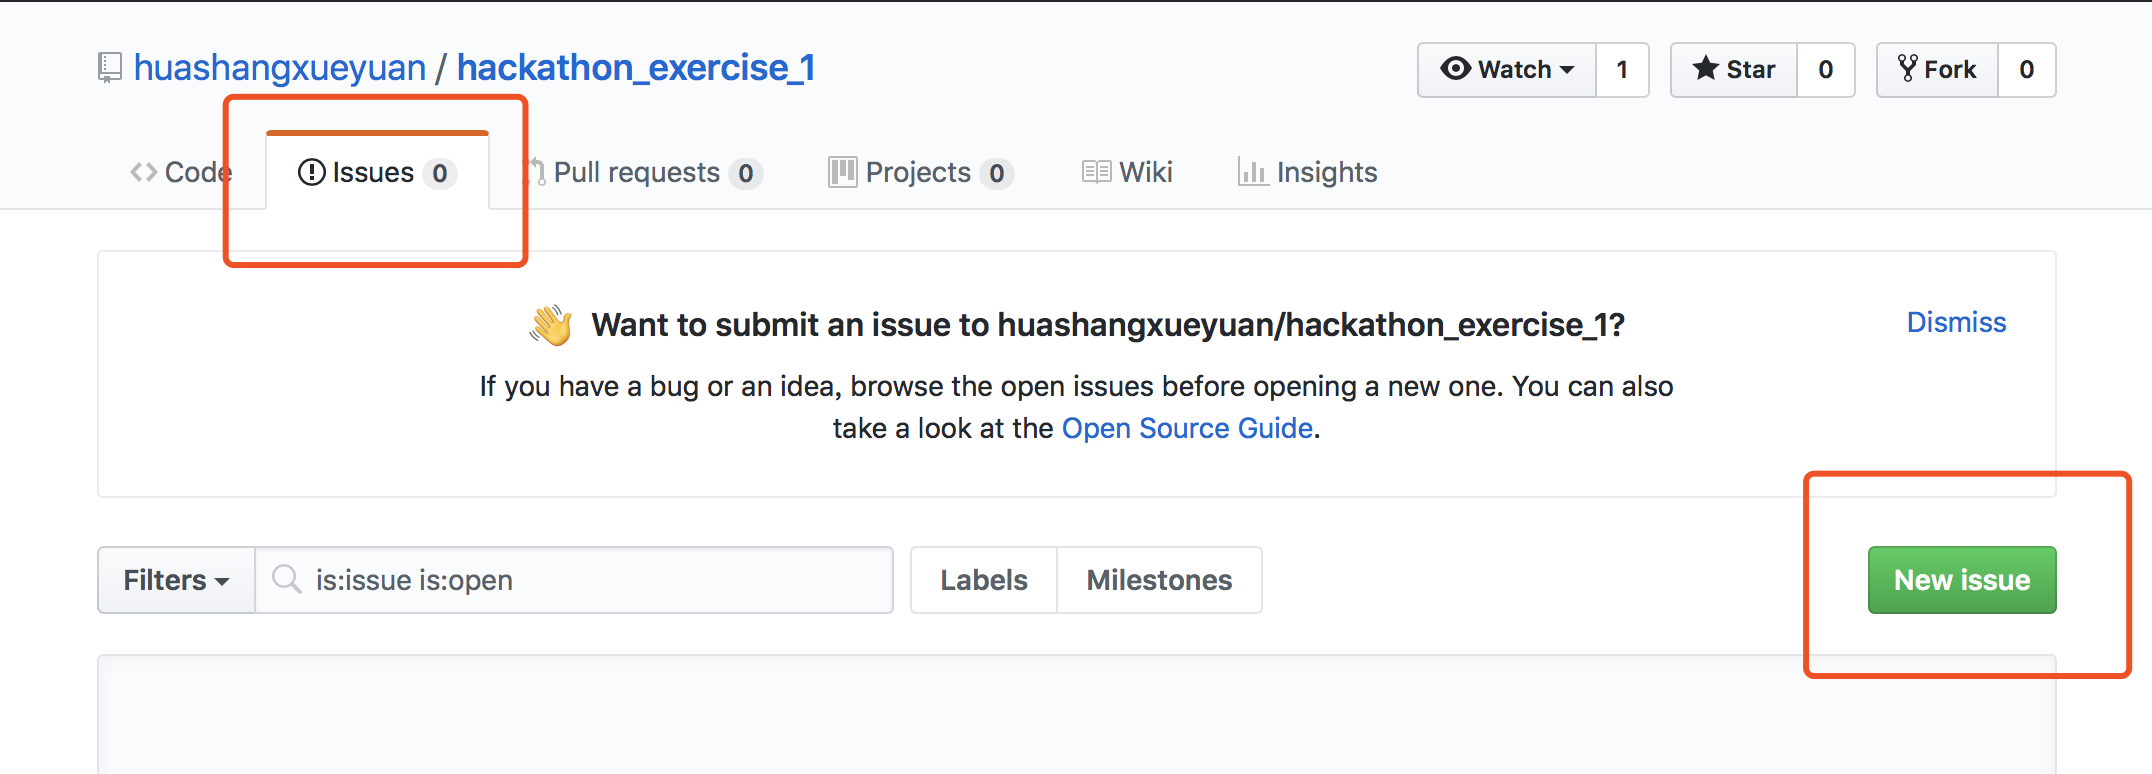 huashangxueyuan / hackathon_exercise_1
Watch 1 Star 0 Fork 0
Code Issues 0 Pull requests 0 Projects 0 Wiki Insights
Want to submit an issue to huashangxueyuan/hackathon_exercise_1?
Dismiss
If you have a bug or an idea, browse the open issues before opening a new one. You can also
take a look at the Open Source Guide.
Filters is:issue is:open Labels Milestones New issue